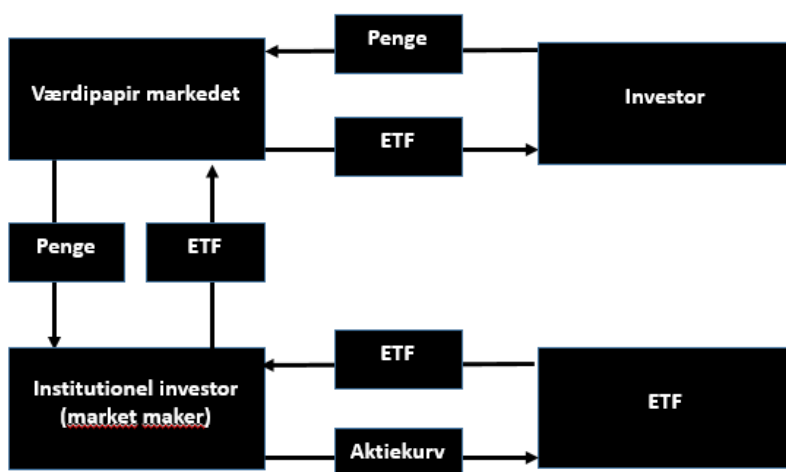 Penge
Værdipapir markedet
Investor
ETF
Penge
ETF
ETF
Institutionel investor
(market maker)
ETF
Aktiekurv